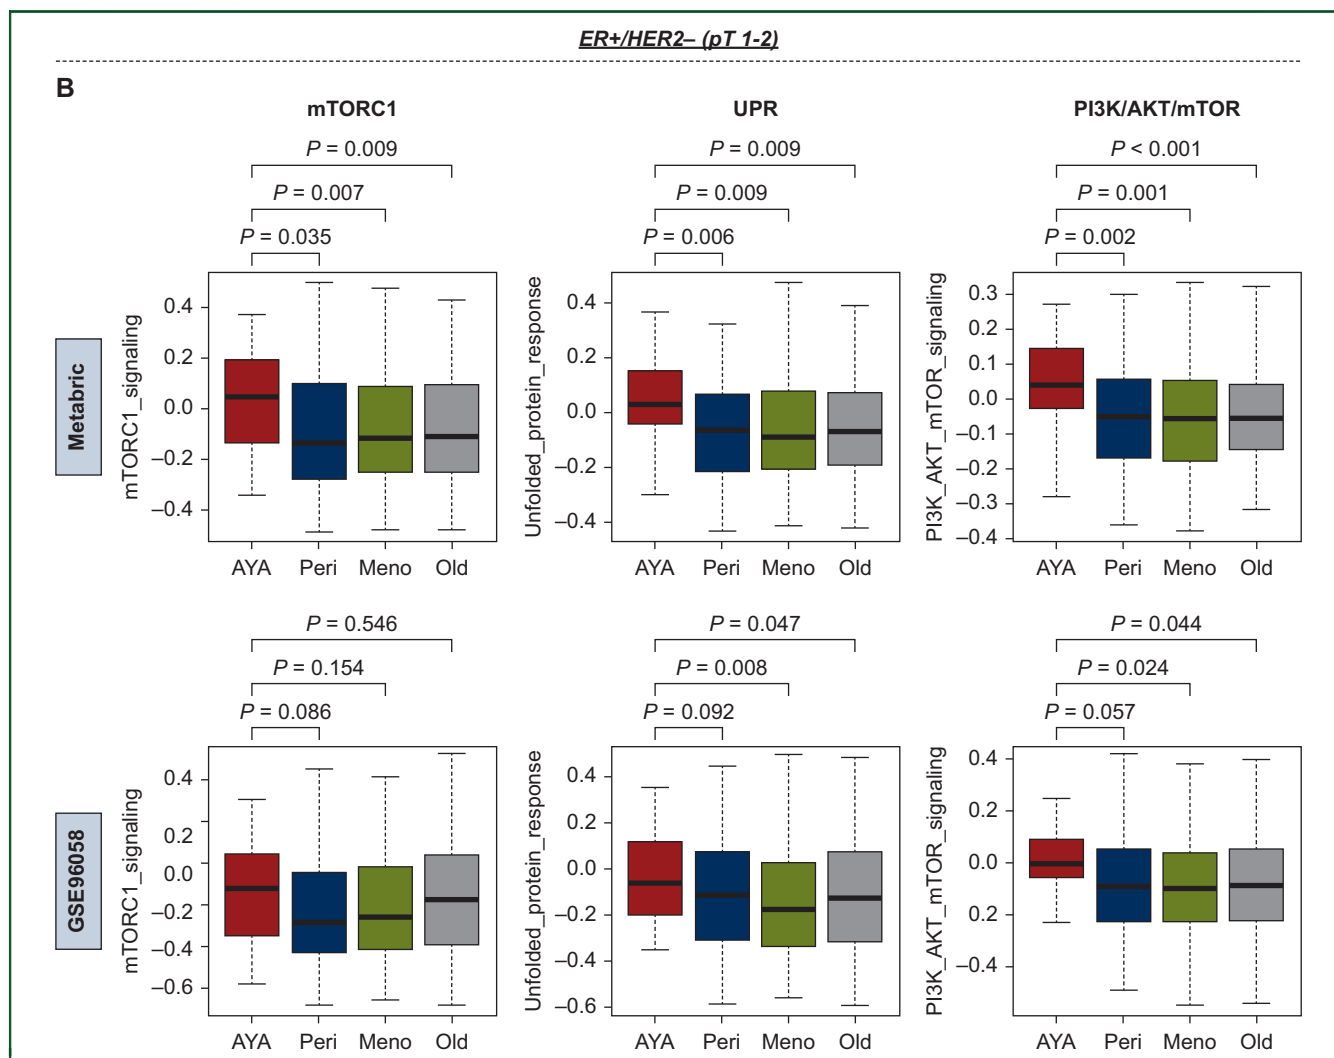 ER+/HER2– (pT 1-2)
B
mTORC1
UPR
PI3K/AKT/mTOR
P = 0.009
P = 0.007
P = 0.035
P = 0.009
P = 0.009
P = 0.006
P < 0.001
P = 0.001
P = 0.002
Metabric
mTORC1_signaling
0.4
0.2
0.0
–0.2
–0.4
AYA Peri Meno Old
Unfolded_protein_response
0.4
0.2
0.0
–0.2
–0.4
AYA Peri Meno Old
PI3K_AKT_mTOR_signaling
0.3
0.2
0.1
0.0
–0.1
–0.2
–0.3
–0.4
AYA Peri Meno Old
P = 0.546
P = 0.154
P = 0.086
P = 0.047
P = 0.008
P = 0.092
P = 0.044
P = 0.024
P = 0.057
GSE96058
mTORC1_signaling
0.4
0.2
0.0
–0.2
–0.4
–0.6
AYA Peri Meno Old
Unfolded_protein_response
0.4
0.2
0.0
–0.2
–0.4
–0.6
AYA Peri Meno Old
PI3K_AKT_mTOR_signaling
0.4
0.2
0.0
0.2
–0.4
AYA Peri Meno Old